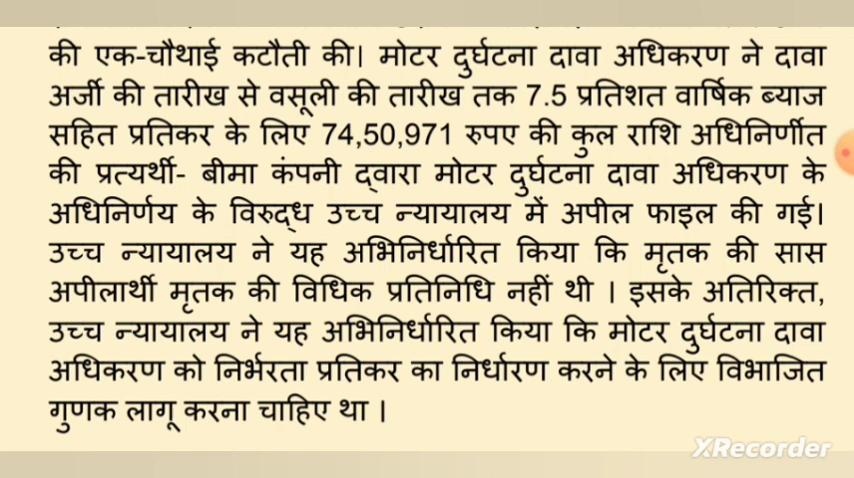 की एक-चौथाई कटौती की। मोटर दुर्घटना दावा अधिकरण ने दावा
अर्जी की तारीख से वसूली की तारीख तक 7.5 प्रतिशत वार्षिक ब्याज
सहित प्रतिकर के लिए 74,50,971 रुपए की कुल राशि अधिनिर्णीत
की प्रत्यर्थी- बीमा कंपनी द्वारा मोटर दुर्घटना दावा अधिकरण के
अधिनिर्णय के विरुद्ध उच्च न्यायालय में अपील फाइल की गई।
उच्च न्यायालय ने यह अभिनिर्धारित किया कि मृतक की सास
अपीलार्थी मृतक की विधिक प्रतिनिधि नहीं थी । इसके अतिरिक्त,
उच्च न्यायालय ने यह अभिनिर्धारित किया कि मोटर दुर्घटना दावा
अधिकरण को निर्भरता प्रतिकर का निर्धारण करने के लिए विभाजित
गुणक लागू करना चाहिए था ।
XRecorder